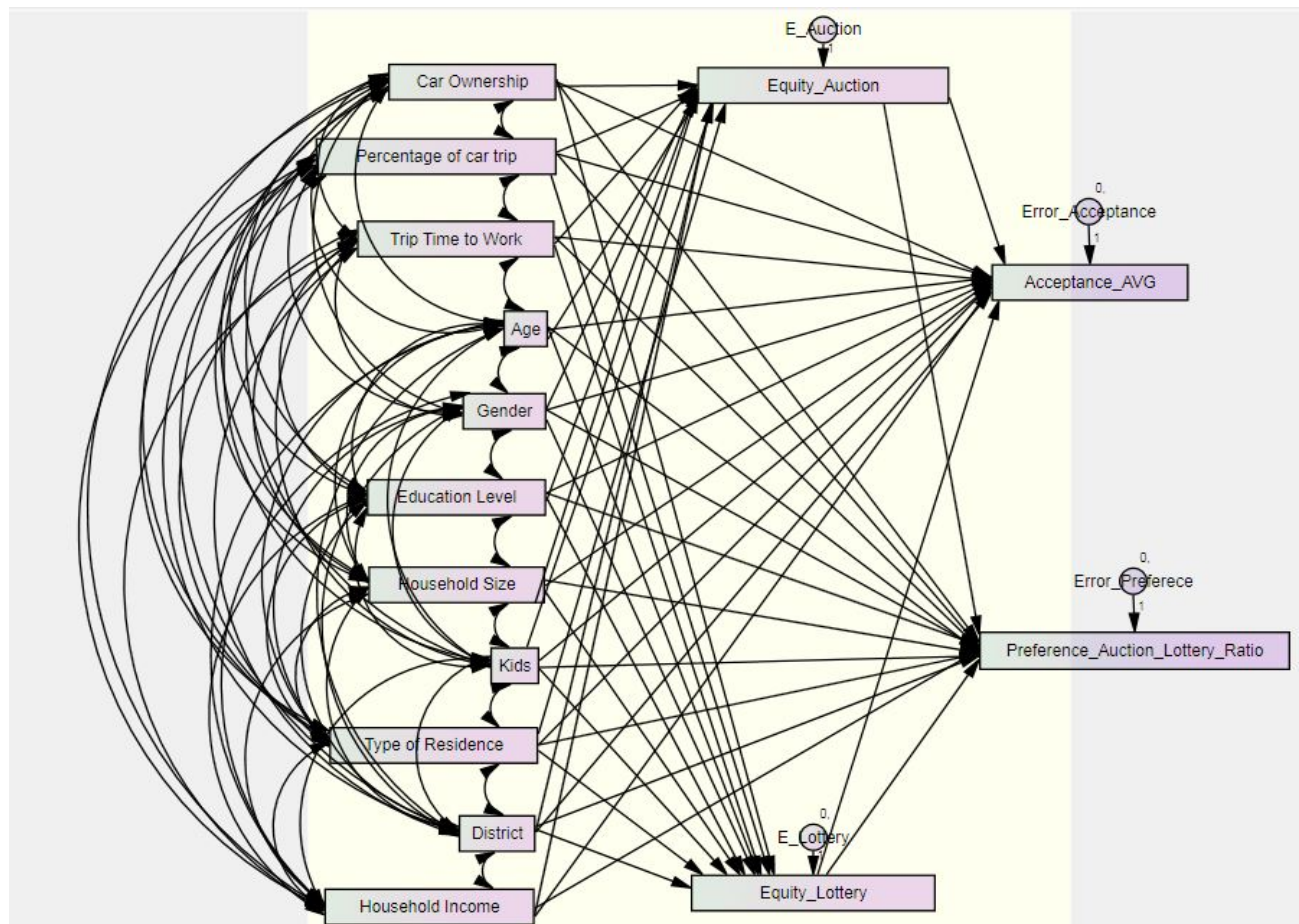 E_Auction
1
Car Ownership
Equity_Auction
Percentage of car trip
0,
Error_Acceptance
1
Trip Time to Work
Acceptance_AVG
Age
Gender
Education Level
0,
Error_Preferece
1
Household Size
Preference_Auction_Lottery_Ratio
Kids
Type of Residence
0,
E_Lottery
1
District
Equity_Lottery
Household Income